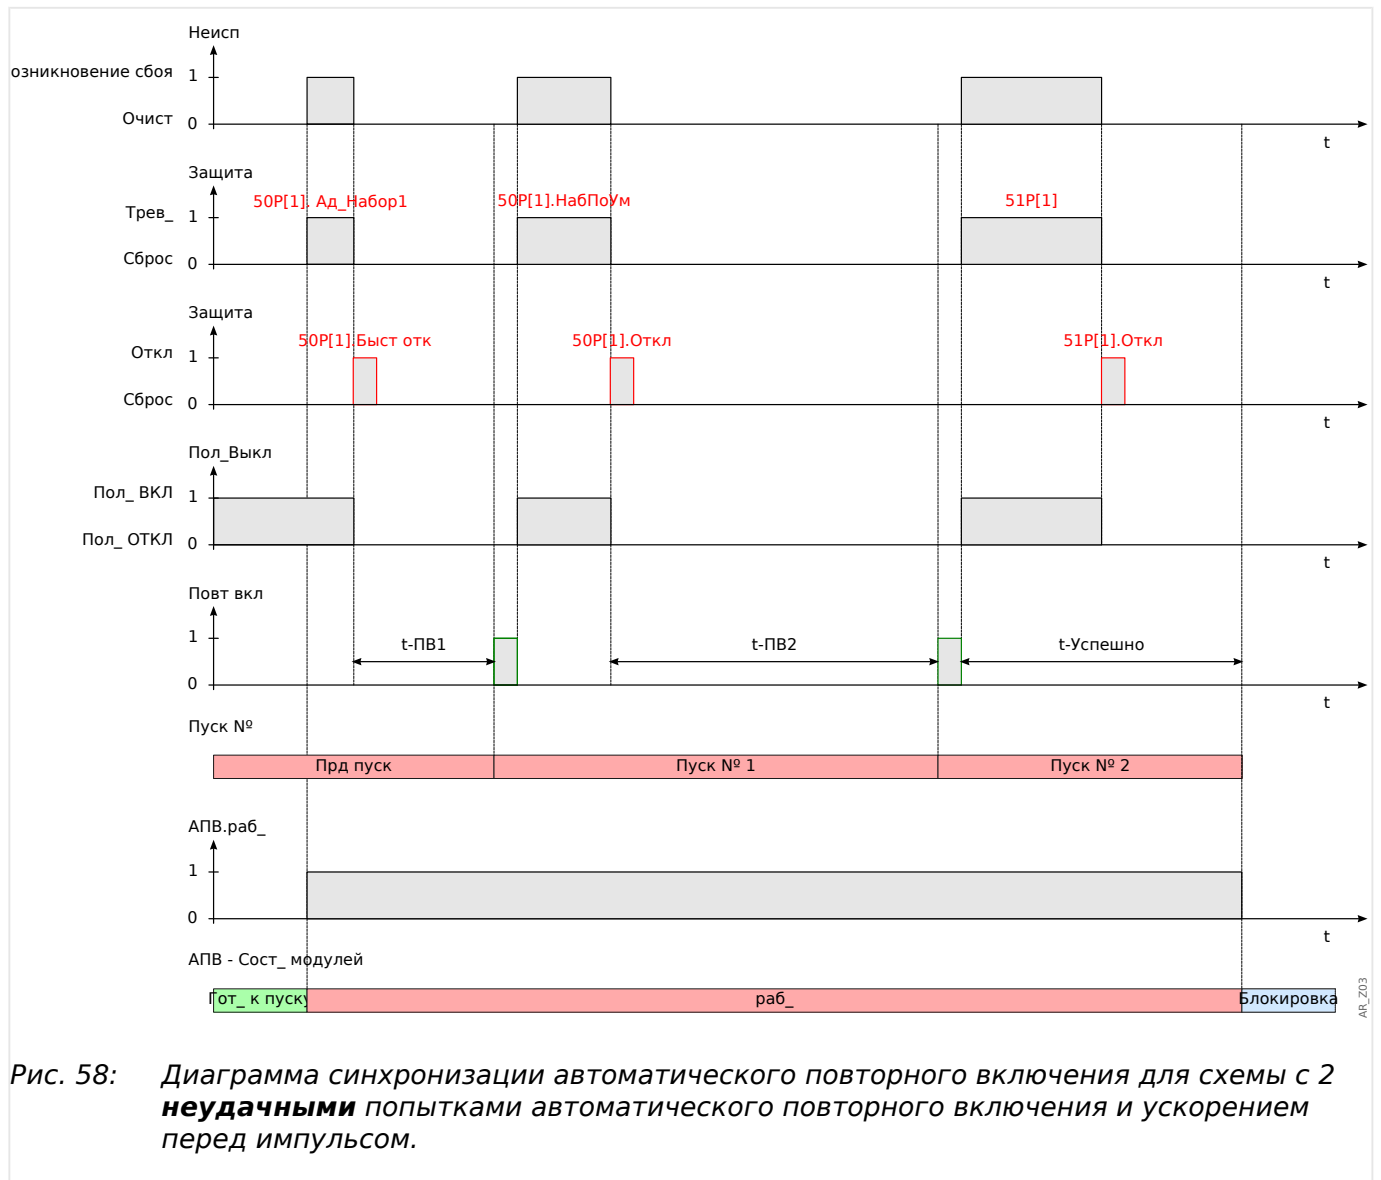 Неисп
озникновение сбоя 1
Очист 0
t
Защита
50P[1]. Ад_Набор1 50P[1].НабПоУм 51P[1]
Трев_ 1
Сброс 0
t
Защита
50P[1].Быст отк 50P[1].Откл 51P[1].Откл
Откл 1
Сброс 0
t
Пол_Выкл
Пол_ ВКЛ 1
Пол_ ОТКЛ 0
t
Повт вкл
1 t-ПВ1 t-ПВ2 t-Успешно
0
t
Пуск №
Прд пуск Пуск № 1 Пуск № 2
АПВ.раб_
1
0
t
АПВ - Сост_ модулей
Гот_ к пуску раб_ Блокировка
AR_Z03
Рис. 58: Диаграмма синхронизации автоматического повторного включения для схемы с 2
неудачными попытками автоматического повторного включения и ускорением
перед импульсом.